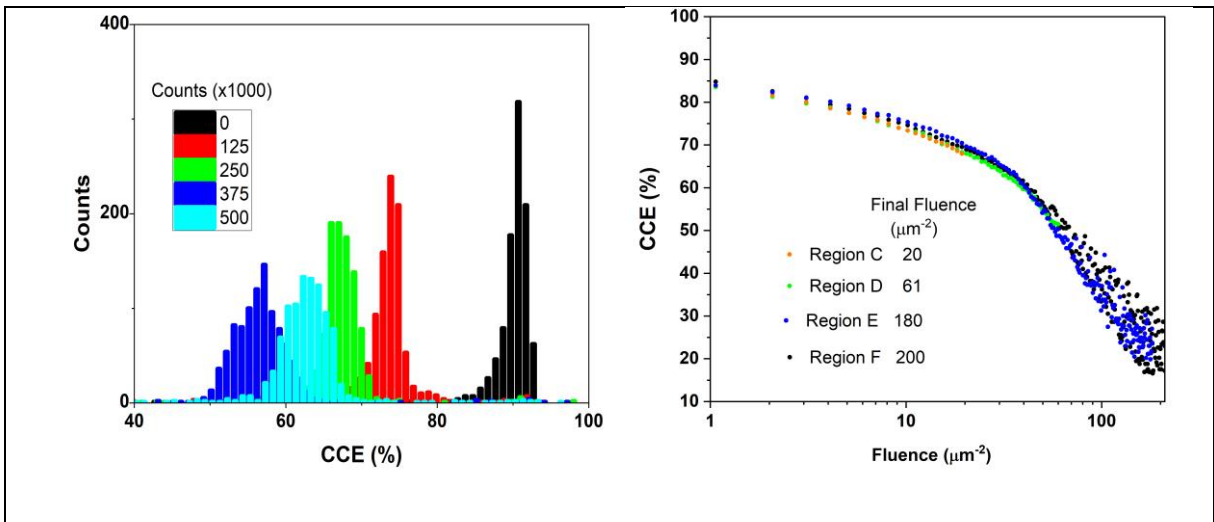 400
200
0
Counts
Counts (x1000)
0
125
250
375
500
40 60 80 100
CCE (%)
100
90
80
70
60
50
40
30
20
10
CCE (%)
Final Fluence
(μm-2)
Region C 20
Region D 61
Region E 180
Region F 200
1 10 100
Fluence (μm-2)